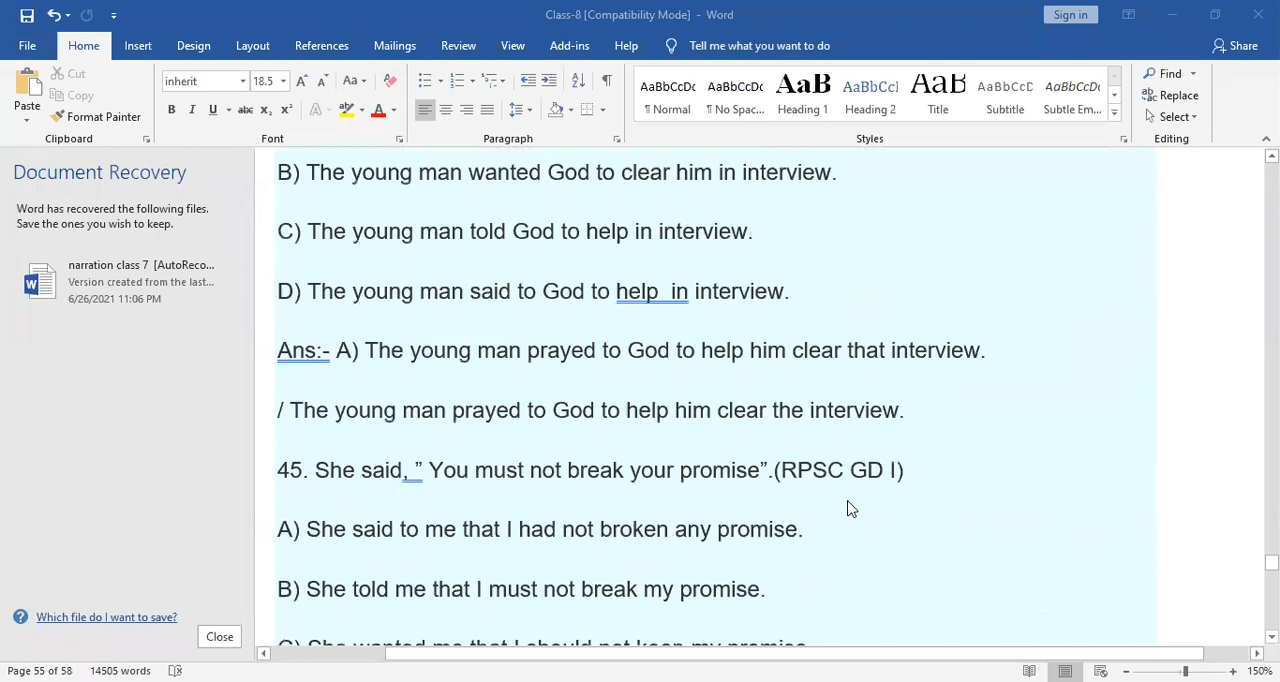 Class-8 [Compatibility Mode] - Word
Sign in
File Home Insert Design Layout References Mailings Review View Add-ins Help Tell me what you want to do Share
Paste
Cut
Copy
Format Painter
Clipboard
inherit 18.5
Font
Paragraph
AaBbCcDc AaBbCcDc AaB AaBbCcl AaB AaBbCcD AaBbCcDc
¶ Normal ¶ No Spac... Heading 1 Heading 2 Title Subtitle Subtle Em...
Styles
Find
Replace
Select
Editing
Document Recovery
Word has recovered the following files.
Save the ones you wish to keep.
narration class 7 [AutoReco...
Version created from the last...
6/26/2021 11:06 PM
Which file do I want to save?
Close
B) The young man wanted God to clear him in interview.
C) The young man told God to help in interview.
D) The young man said to God to help  in interview.
Ans:- A) The young man prayed to God to help him clear that interview.
/ The young man prayed to God to help him clear the interview.
45. She said, ” You must not break your promise”.(RPSC GD I)
A) She said to me that I had not broken any promise.
B) She told me that I must not break my promise.
C) She wanted me that I should not keep my promise.
Page 55 of 58 14505 words
150%